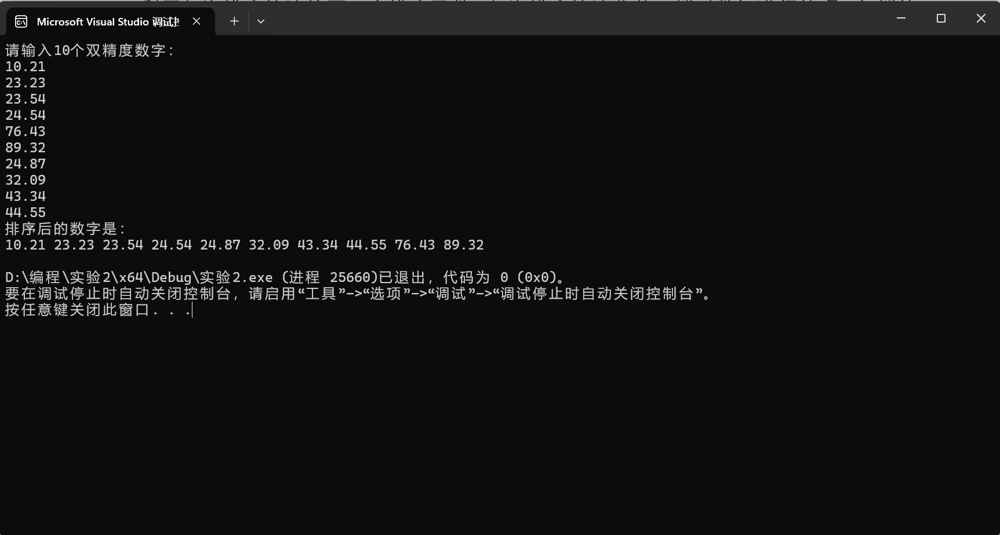 Microsoft Visual Studio 调试控
请输入10个双精度数字：
10.21
23.23
23.54
24.54
76.43
89.32
24.87
32.09
43.34
44.55
排序后的数字是：
10.21 23.23 23.54 24.54 24.87 32.09 43.34 44.55 76.43 89.32
D:\编程\实验2\x64\Debug\实验2.exe (进程 25660)已退出，代码为 0 (0x0)。
要在调试停止时自动关闭控制台，请启用“工具”->“选项”->“调试”->“调试停止时自动关闭控制台”。
按任意键关闭此窗口. . .